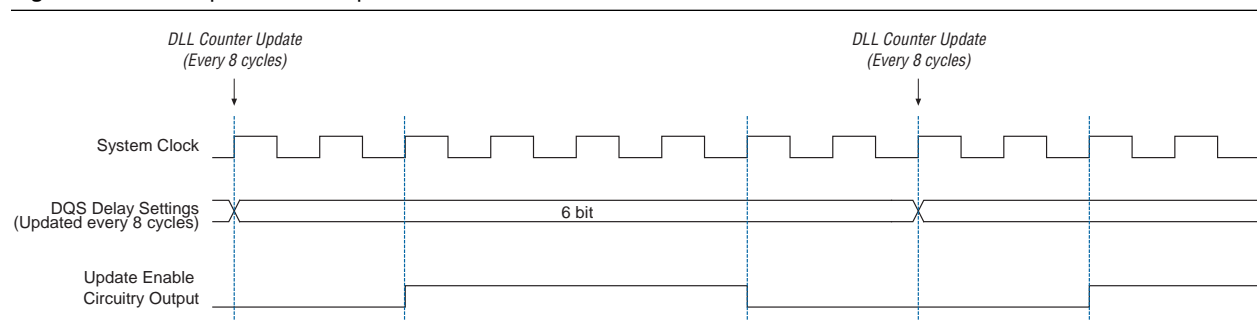 DLL Counter Update
(Every 8 cycles)
DLL Counter Update
(Every 8 cycles)
System Clock
DQS Delay Settings
(Updated every 8 cycles)
6 bit
Update Enable
Circuitry Output